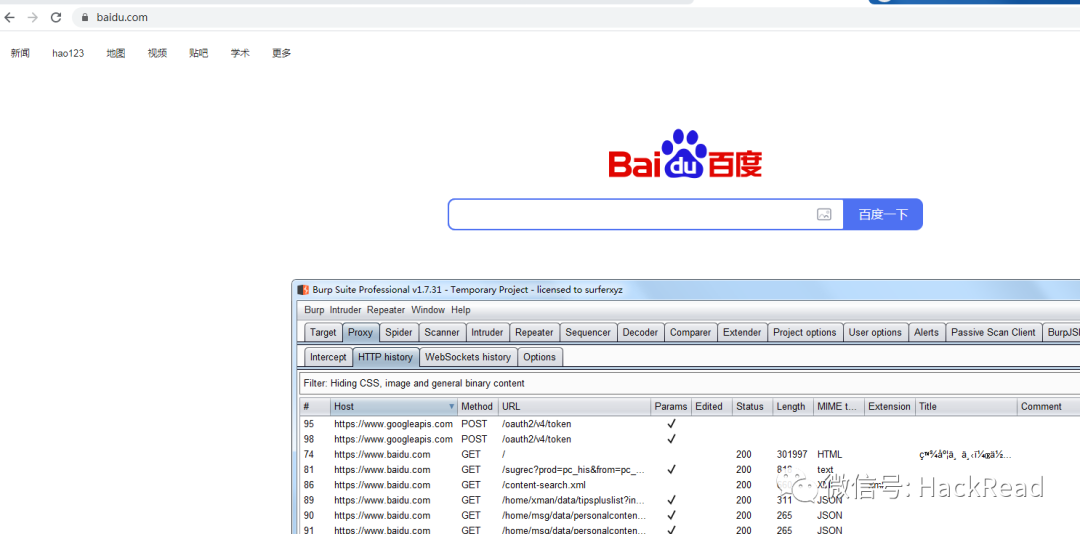 baidu.com
新闻 hao123 地图 视频 贴吧 学术 更多
Bai du 百度
百度一下
Burp Suite Professional v1.7.31 - Temporary Project - licensed to surferxyz
Burp Intruder Repeater Window Help
Target Proxy Spider Scanner Intruder Repeater Sequencer Decoder Comparer Extender Project options User options Alerts Passive Scan Client
Intercept HTTP history WebSockets history Options
Filter: Hiding CSS, image and general binary content
# Host Method URL Params Edited Status Length MIME t... Extension Title Comment
95 https://www.googleapis.com POST /oauth2/v4/token ✓
98 https://www.googleapis.com POST /oauth2/v4/token ✓
74 https://www.baidu.com GET / 200 301997 HTML
81 https://www.baidu.com GET /sugrec?prod=pc_his&from=pc_... ✓ 200 text
86 https://www.baidu.com GET /content-search.xml 200
89 https://www.baidu.com GET /home/xman/data/tipspluslist?in... ✓ 200 311 JSON
90 https://www.baidu.com GET /home/msg/data/personalconten... ✓ 200 265 JSON
91 https://www.baidu.com GET /home/msg/data/personalconten... ✓ 200 265 JSON
微信号: HackRead